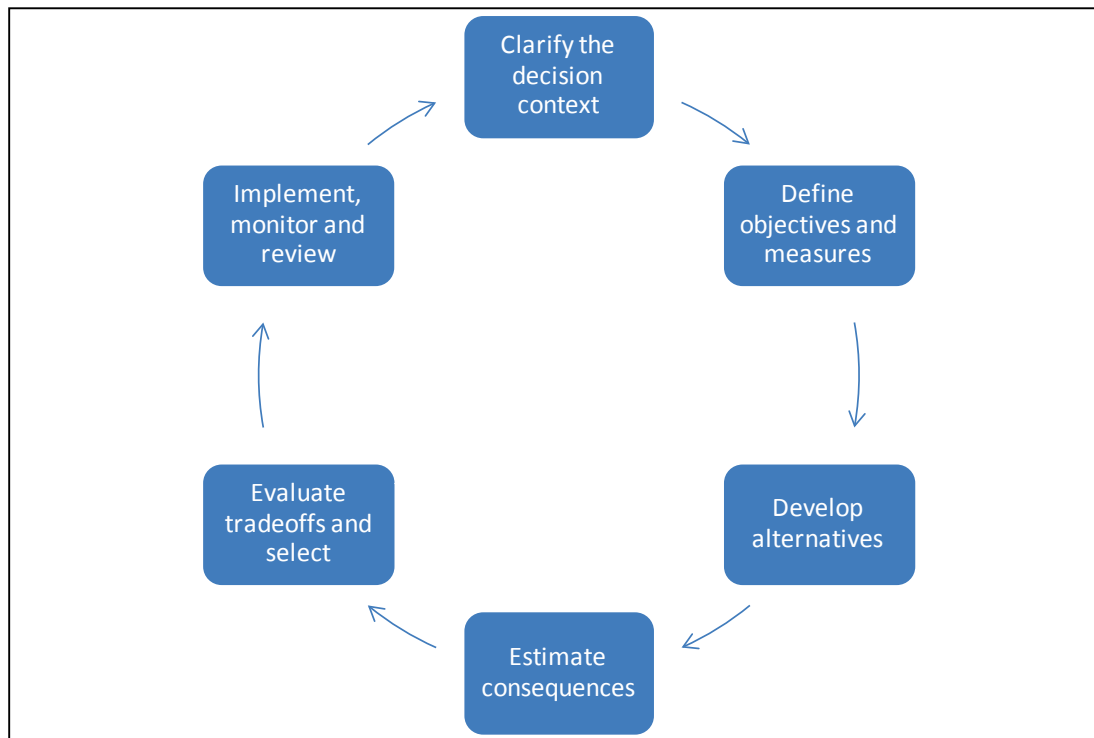 Clarify the
decision
context
Define
objectives and
measures
Develop
alternatives
Estimate
consequences
Evaluate
tradeoffs and
select
Implement,
monitor and
review